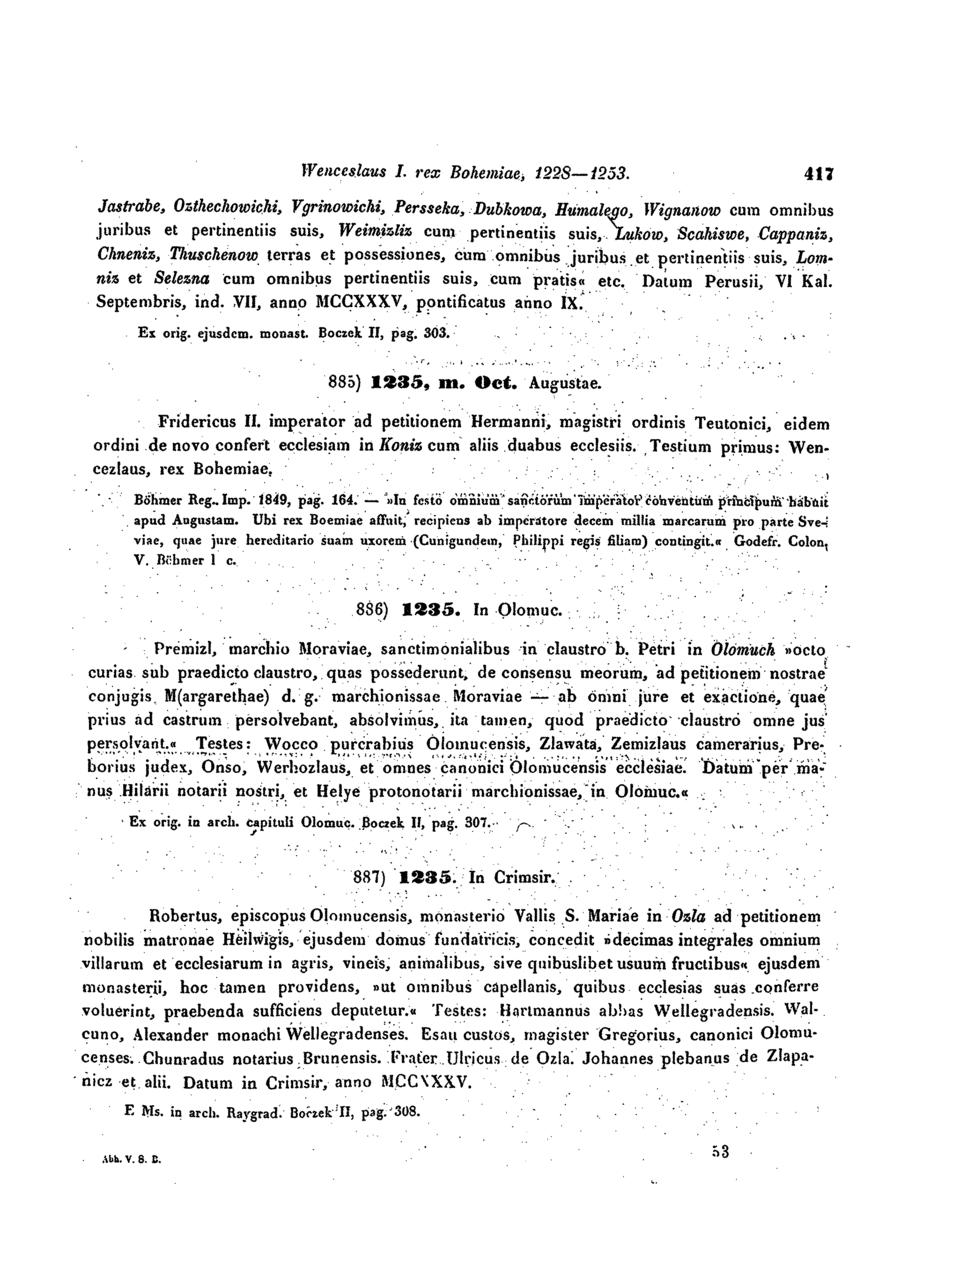 Wenceslaus I. rex Bohemiae, 1228—1253. 417
Jastrabe, Ozthechowichi, Vgrinowichi, Persseka, Dubkowa, Humalego, Wignanow cum omnibus
juribus et pertinentiis suis, Weimizliz cum pertinentiis suis, Lukow, Scahiswe, Cappaniz,
Chneniz, Thuschenow terras et possessiones, cum omnibus juribus et pertinentiis suis, Lom-
niz et Selezna cum omnibus pertinentiis suis, cum pratis« etc. Datum Perusii, VI Kal.
Septembris, ind. VII, anno MCCXXXV, pontificatus anno IX.
Ex orig. ejusdem. monast. Boczek II, pag. 303.
885) 1235, m. Oct. Augustae.
Fridericus II. imperator ad petitionem Hermanni, magistri ordinis Teutonici, eidem
ordini de novo confert ecclesiam in Koniz cum aliis duabus ecclesiis. Testium primus: Wen-
cezlaus, rex Bohemiae.
Böhmer Reg. Imp. 1849, pag. 164. — »In festo omnium sanctorum imperator conventum principum habuit
apud Augustam. Ubi rex Boemiae affuit, recipiens ab imperatore decem millia marcarum pro parte Sve-
viae, quae jure hereditario suam uxorem (Cunigundem, Philippi regis filiam) contingit.« Godefr. Colon.
V. Böhmer l c.
886) 1235. In Olomuc.
Premizl, marchio Moraviae, sanctimonialibus in claustro b. Petri in Olomuch »octo
curias sub praedicto claustro, quas possederunt, de consensu meorum, ad petitionem nostrae
conjugis M(argarethae) d. g. marchionissae Moraviae — ab omni jure et exactione, quae
prius ad castrum persolvebant, absolvimus, ita tamen, quod praedicto claustro omne jus
persolvant.« Testes: Wocco purcrabius Olomucensis, Zlawata, Zemizlaus camerarius, Pre-
borius judex, Onso, Werhozlaus, et omnes canonici Olomucensis ecclesiae. Datum per ma-
nus Hilarii notarii nostri, et Helye protonotarii marchionissae, in Olomuc.«
Ex orig. in arch. capituli Olomuc. Boczek II, pag. 307.
887) 1235. In Crimsir.
Robertus, episcopus Olomucensis, monasterio Vallis S. Mariae in Ozla ad petitionem
nobilis matronae Heilwigis, ejusdem domus fundatricis, concedit »decimas integrales omnium
villarum et ecclesiarum in agris, vineis, animalibus, sive quibuslibet usuum fructibus« ejusdem
monasterii, hoc tamen providens, »ut omnibus capellanis, quibus ecclesias suas conferre
voluerint, praebenda sufficiens deputetur.« Testes: Hartmannus abbas Wellegradensis. Wal-
cuno, Alexander monachi Wellegradenses. Esau custos, magister Gregorius, canonici Olomu-
censes. Chunradus notarius Brunensis. Frater Ulricus de Ozla. Johannes plebanus de Zlapa-
nicz et alii. Datum in Crimsir, anno MCCXXXV.
E Ms. in arch. Raygrad. Boczek II, pag. 308.
Abh. V. 8. B. 53